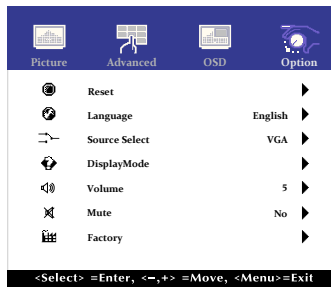 Picture Advanced OSD Option
Reset
Language English
Source Select VGA
DisplayMode
Volume 5
Mute No
Factory
<Select> =Enter, <−,+> =Move, <Menu>=Exit